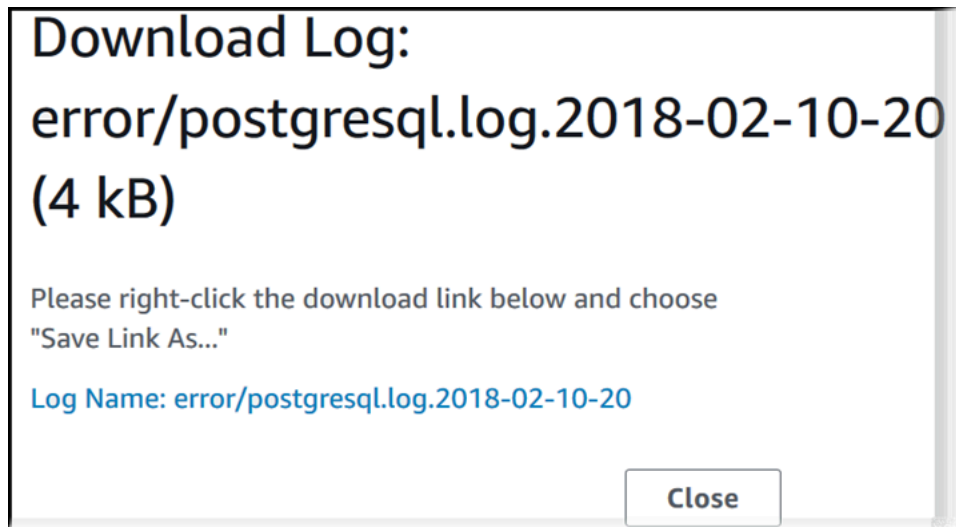 Download Log:
error/postgresql.log.2018-02-10-20
(4 kB)
Please right-click the download link below and choose
"Save Link As..."
Log Name: error/postgresql.log.2018-02-10-20
Close